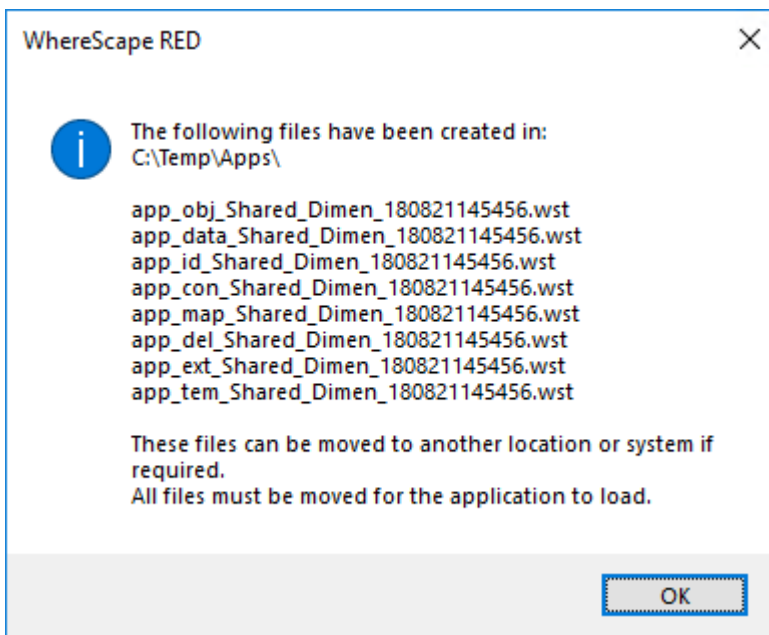 WhereScape RED
The following files have been created in:
C:\Temp\Apps\
app_obj_Shared_Dimen_180821145456.wst
app_data_Shared_Dimen_180821145456.wst
app_id_Shared_Dimen_180821145456.wst
app_con_Shared_Dimen_180821145456.wst
app_map_Shared_Dimen_180821145456.wst
app_del_Shared_Dimen_180821145456.wst
app_ext_Shared_Dimen_180821145456.wst
app_tem_Shared_Dimen_180821145456.wst
These files can be moved to another location or system if
required.
All files must be moved for the application to load.
OK